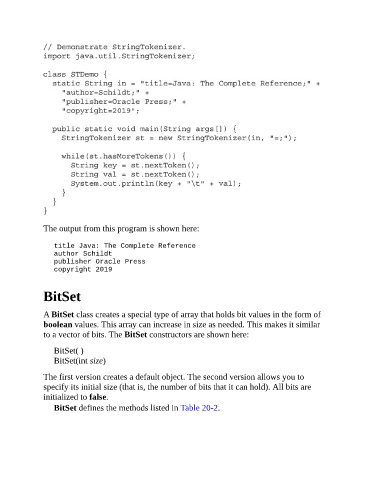 // Demonstrate StringTokenizer.
import java.util.StringTokenizer;
class STDemo {
static String in = "title=Java: The Complete Reference;" +
"author=Schildt;" +
"publisher=Oracle Press;" +
"copyright=2019";
public static void main(String args[]) {
StringTokenizer st = new StringTokenizer(in, "=;");
while(st.hasMoreTokens()) {
String key = st.nextToken();
String val = st.nextToken();
System.out.println(key + "\t" + val);
}
}
}
The output from this program is shown here:
title Java: The Complete Reference
author Schildt
publisher Oracle Press
copyright 2019
BitSet
A BitSet class creates a special type of array that holds bit values in the form of
boolean values. This array can increase in size as needed. This makes it similar
to a vector of bits. The BitSet constructors are shown here:
BitSet( )
BitSet(int size)
The first version creates a default object. The second version allows you to
specify its initial size (that is, the number of bits that it can hold). All bits are
initialized to false.
BitSet defines the methods listed in Table 20-2.